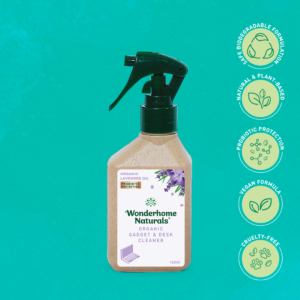 ORGANIC
LAVENDER OIL
PROBIOTIC
Wonderhome
Naturals
ORGANIC
GADGET & DESK
CLEANER
SAFE BIODEGRADABLE FORMULATION
NATURAL & PLANT-BASED
PROBIOTIC PROTECTION
VEGAN FORMULA
CRUELTY-FREE